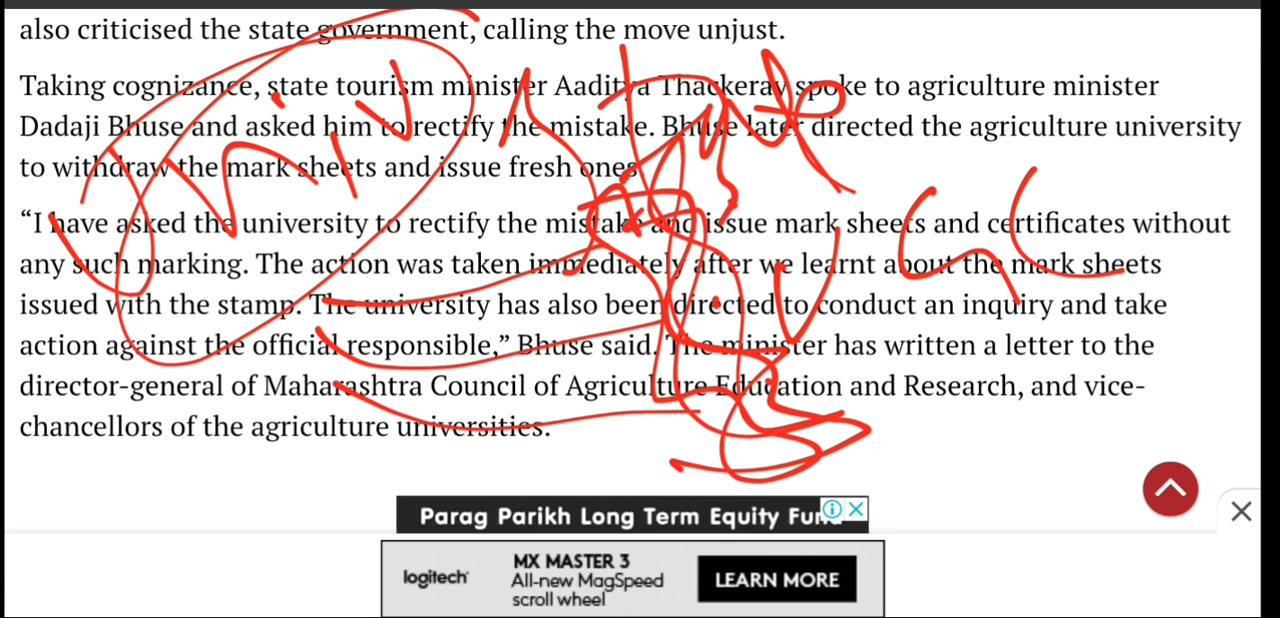 also criticised the state government, calling the move unjust.
Taking cognizance, state tourism minister Aaditya Thackeray spoke to agriculture minister
Dadaji Bhuse and asked him to rectify the mistake. Bhuse later directed the agriculture university
to withdraw the mark sheets and issue fresh ones.
“I have asked the university to rectify the mistake and issue mark sheets and certificates without
any such marking. The action was taken immediately after we learnt about the mark sheets
issued with the stamp. The university has also been directed to conduct an inquiry and take
action against the official responsible,” Bhuse said. The minister has written a letter to the
director-general of Maharashtra Council of Agriculture Education and Research, and vice-
chancellors of the agriculture universities.
Univ
state
Parag Parikh Long Term Equity
logitech
MX MASTER 3
All-new MagSpeed
scroll wheel
LEARN MORE